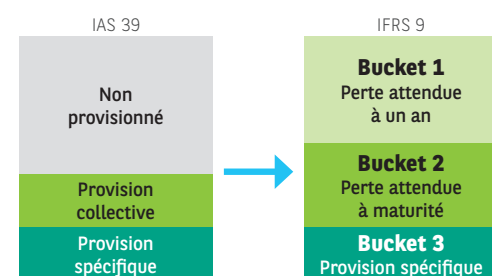 IAS 39
Non
provisionné
Provision
collective
Provision
spécifique
IFRS 9
Bucket 1
Perte attendue
à un an
Bucket 2
Perte attendue
à maturité
Bucket 3
Provision spécifique